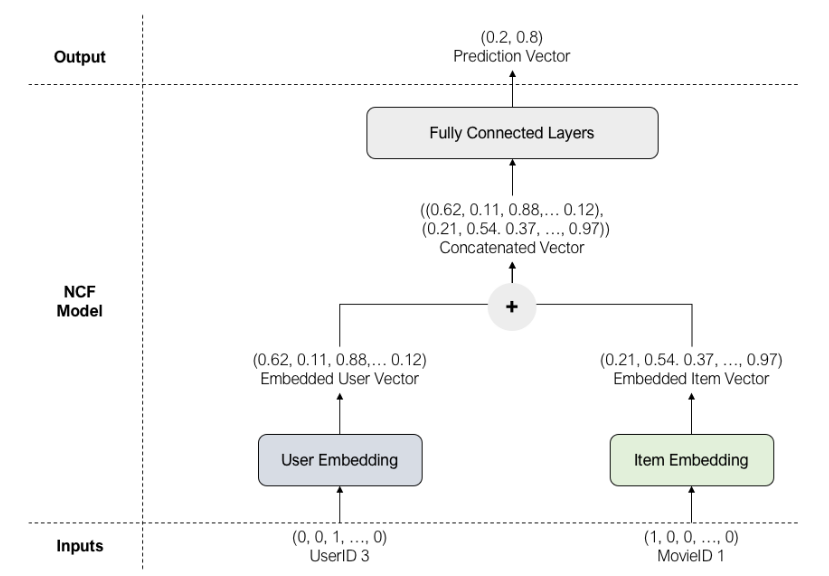 (0.2, 0.8)
Prediction Vector
Output
Fully Connected Layers
((0.62, 0.11, 0.88,… 0.12),
(0.21, 0.54. 0.37, …, 0.97))
Concatenated Vector
NCF
Model
+
(0.62, 0.11, 0.88,… 0.12)
Embedded User Vector
(0.21, 0.54. 0.37, …, 0.97)
Embedded Item Vector
User Embedding
Item Embedding
Inputs
(0, 0, 1, …, 0)
UserID 3
(1, 0, 0, …, 0)
MovieID 1